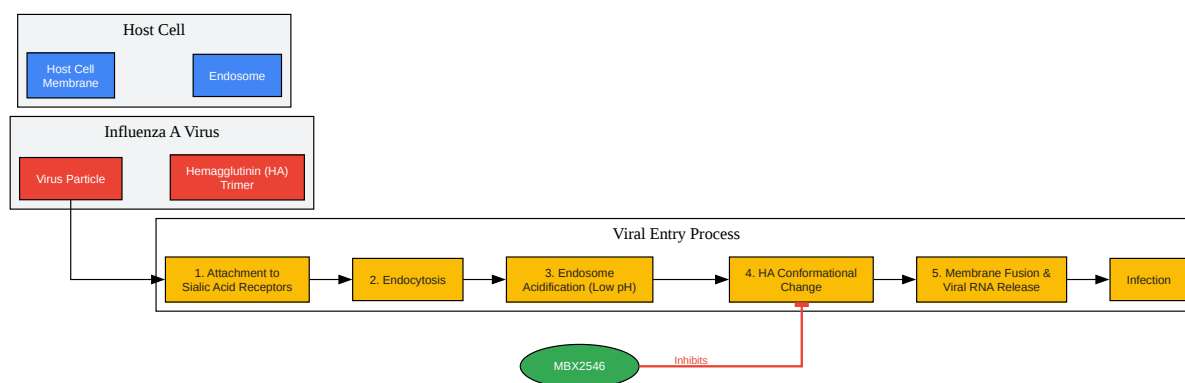 Host Cell
Host Cell
Membrane
Endosome
Influenza A Virus
Virus Particle
Hemagglutinin (HA)
Trimer
Viral Entry Process
1. Attachment to
Sialic Acid Receptors
2. Endocytosis
3. Endosome
Acidification (Low pH)
4. HA Conformational
Change
5. Membrane Fusion &
Viral RNA Release
Infection
MBX2546
Inhibits